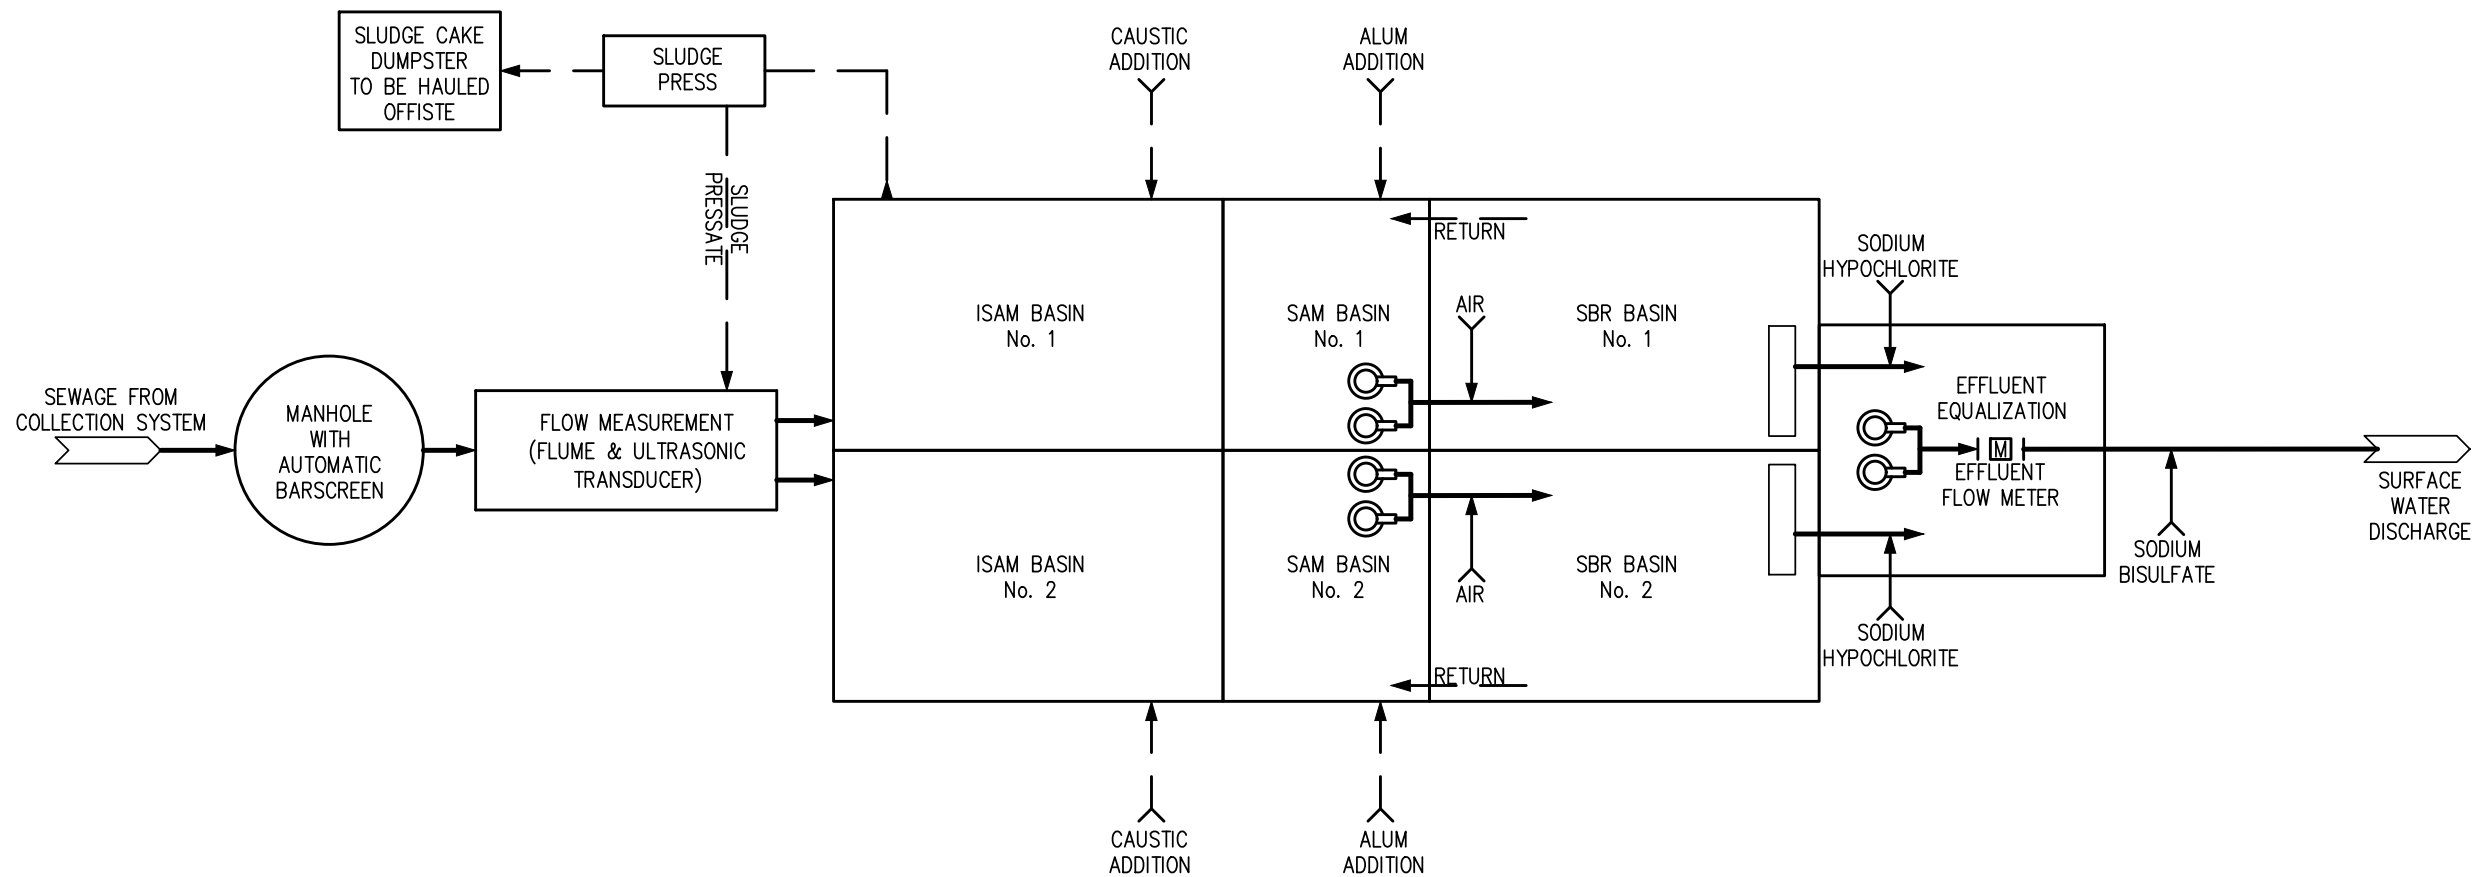 SLUDGE CAKE
DUMPSTER
TO BE HAULED
OFFISTE
SLUDGE
PRESS
CAUSTIC
ADDITION
ALUM
ADDITION
SLUDGE
PRESSATE
RETURN
SODIUM
HYPOCHLORITE
ISAM BASIN
No. 1
SAM BASIN
No. 1
AIR
SBR BASIN
No. 1
SEWAGE FROM
COLLECTION SYSTEM
MANHOLE
WITH
AUTOMATIC
BARSCREEN
FLOW MEASUREMENT
(FLUME & ULTRASONIC
TRANSDUCER)
EFFLUENT
EQUALIZATION
M
EFFLUENT
FLOW METER
SURFACE
WATER
DISCHARGE
SODIUM
BISULFATE
ISAM BASIN
No. 2
SAM BASIN
No. 2
AIR
SBR BASIN
No. 2
SODIUM
HYPOCHLORITE
RETURN
CAUSTIC
ADDITION
ALUM
ADDITION